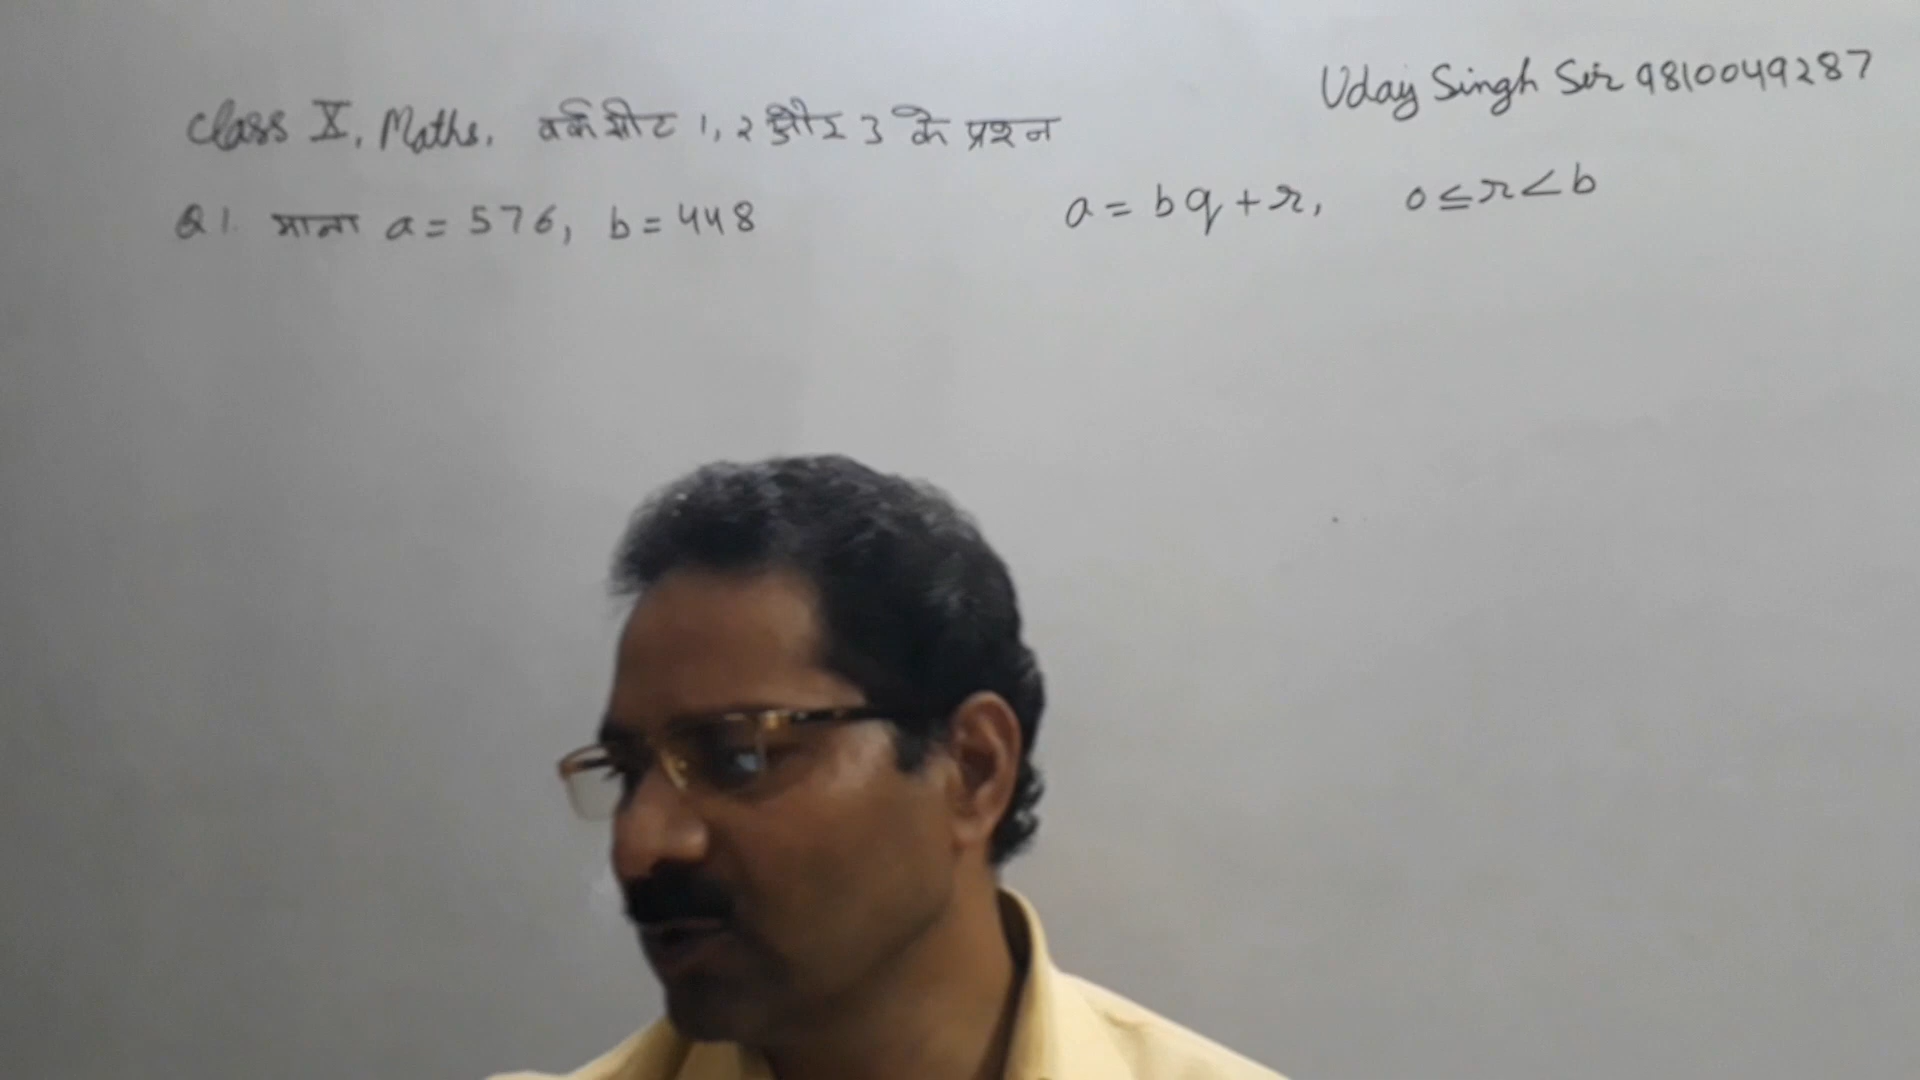 Uday Singh Sir 9810049287
Class X, Maths, वर्कशीट 1, 2 और 3 के प्रश्न
Q1. माना a = 576, b = 448
a = bq + r, 0 ≤ r < b